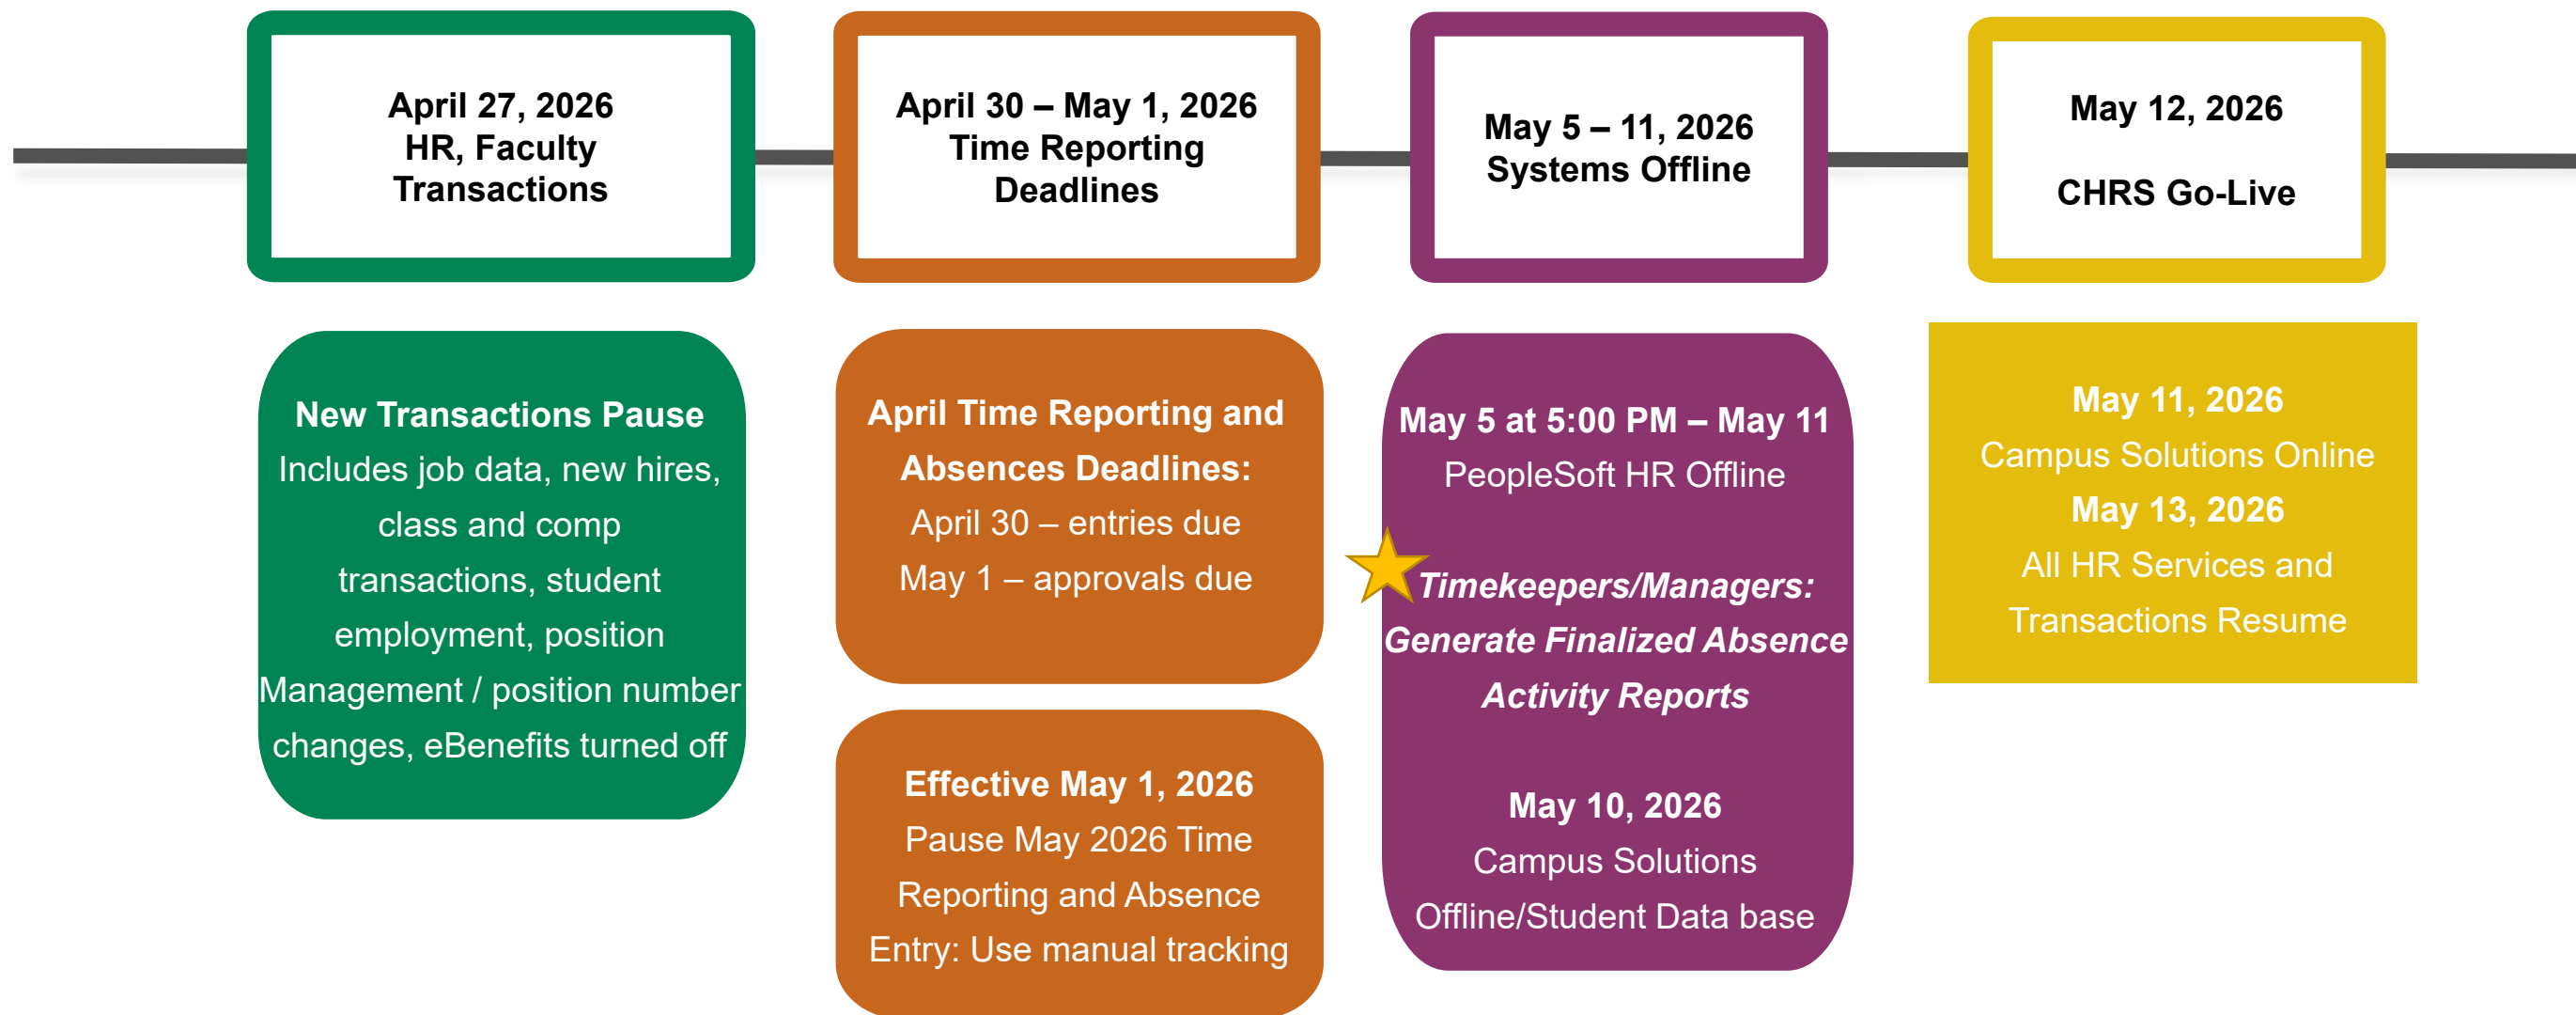 April 27, 2026
HR, Faculty
Transactions
April 30 – May 1, 2026
Time Reporting
Deadlines
May 5 – 11, 2026
Systems Offline
May 12, 2026
CHRS Go-Live
New Transactions Pause
Includes job data, new hires,
class and comp
transactions, student
employment, position
Management / position number
changes, eBenefits turned off
April Time Reporting and
Absences Deadlines:
April 30 – entries due
May 1 – approvals due
Effective May 1, 2026
Pause May 2026 Time
Reporting and Absence
Entry: Use manual tracking
May 5 at 5:00 PM – May 11
PeopleSoft HR Offline
Timekeepers/Managers:
Generate Finalized Absence
Activity Reports
May 10, 2026
Campus Solutions
Offline/Student Data base
May 11, 2026
Campus Solutions Online
May 13, 2026
All HR Services and
Transactions Resume